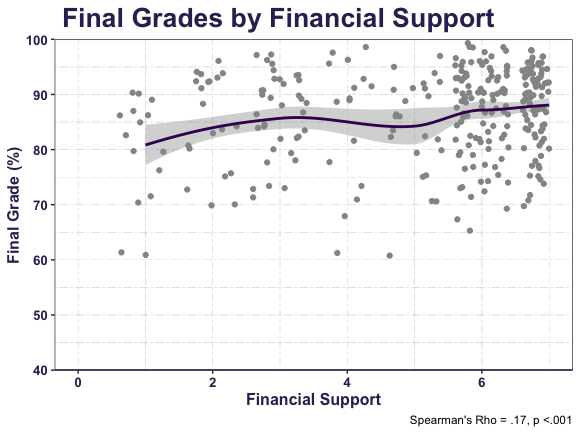 Final Grades by Financial Support
100
90
80
70
60
50
40
Final Grade (%)
0 2 4 6
Financial Support
Spearman's Rho = .17, p <.001